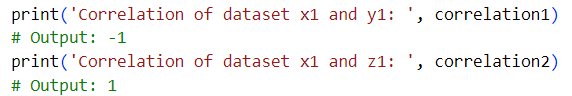 print('Correlation of dataset x1 and y1: ', correlation1)
# Output: -1
print('Correlation of dataset x1 and z1: ', correlation2)
# Output: 1